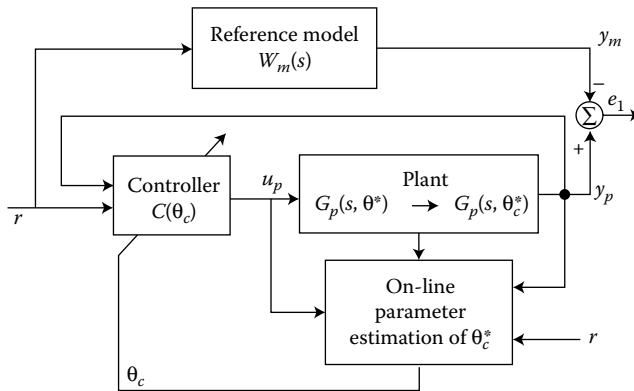 Reference model
W_m(s)
y_m
−
Σ
e_1
+
Controller
C(θ_c)
u_p
Plant
G_p(s, θ*) → G_p(s, θ_c*)
y_p
r
On-line
parameter
estimation of θ_c*
r
θ_c